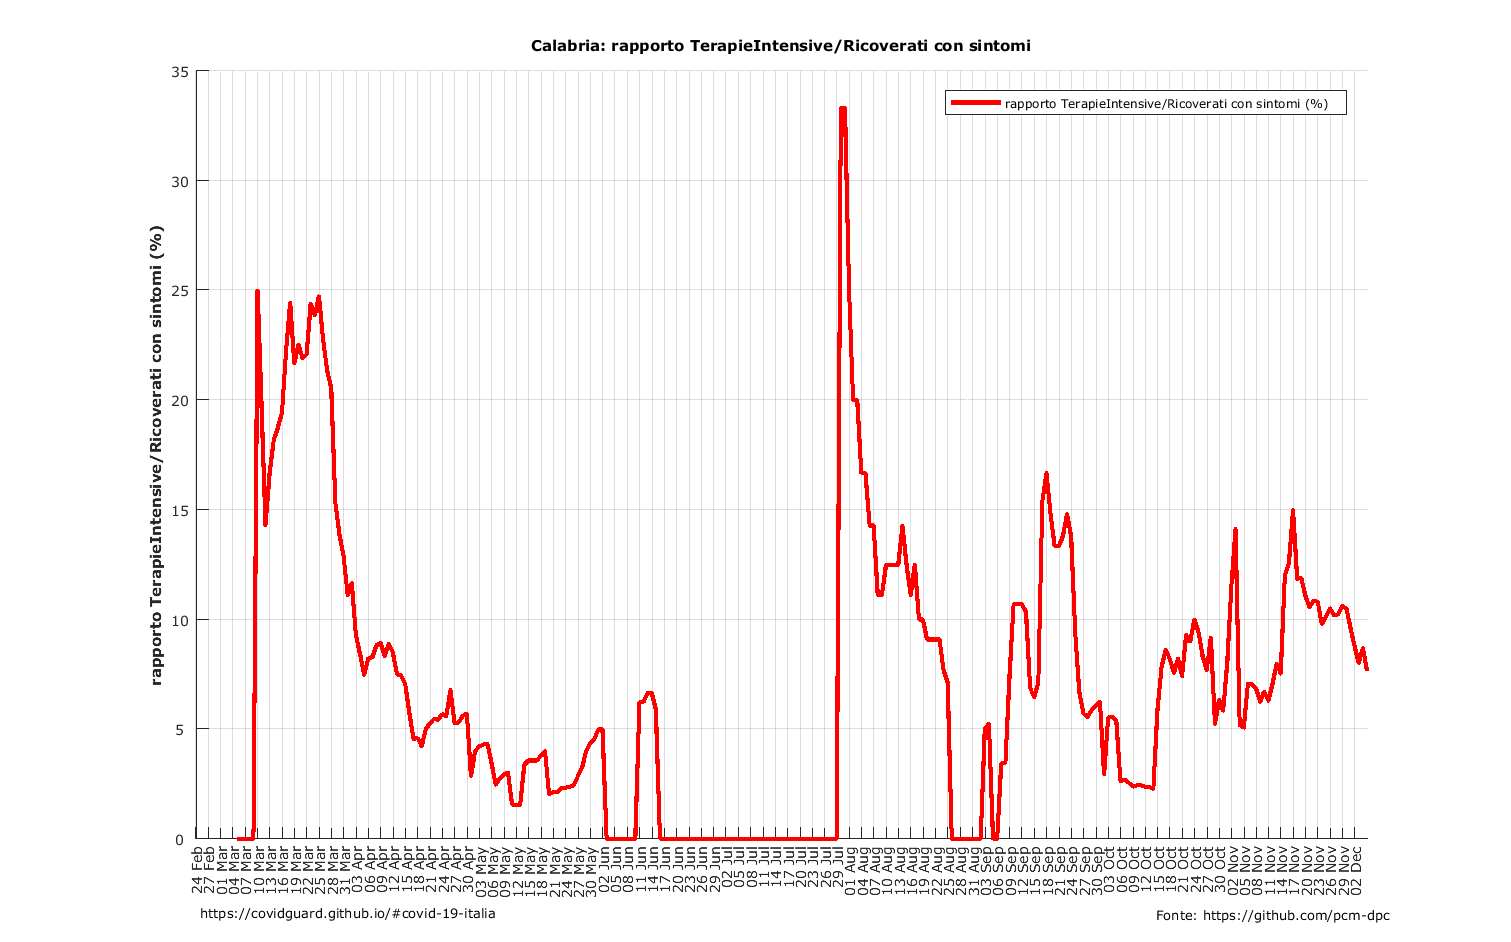 Calabria: rapporto TerapieIntensive/Ricoverati con sintomi
rapporto TerapieIntensive/Ricoverati con sintomi (%)
rapporto TerapieIntensive/Ricoverati con sintomi (%)
35
30
25
20
15
10
5
0
24 Feb
27 Feb
01 Mar
04 Mar
07 Mar
10 Mar
13 Mar
16 Mar
19 Mar
22 Mar
25 Mar
28 Mar
31 Mar
03 Apr
06 Apr
09 Apr
12 Apr
15 Apr
18 Apr
21 Apr
24 Apr
27 Apr
30 Apr
03 May
06 May
09 May
12 May
15 May
18 May
21 May
24 May
27 May
30 May
02 Jun
05 Jun
08 Jun
11 Jun
14 Jun
17 Jun
20 Jun
23 Jun
26 Jun
29 Jun
02 Jul
05 Jul
08 Jul
11 Jul
14 Jul
17 Jul
20 Jul
23 Jul
26 Jul
29 Jul
01 Aug
04 Aug
07 Aug
10 Aug
13 Aug
16 Aug
19 Aug
22 Aug
25 Aug
28 Aug
31 Aug
03 Sep
06 Sep
09 Sep
12 Sep
15 Sep
18 Sep
21 Sep
24 Sep
27 Sep
30 Sep
03 Oct
06 Oct
09 Oct
12 Oct
15 Oct
18 Oct
21 Oct
24 Oct
27 Oct
30 Oct
02 Nov
05 Nov
08 Nov
11 Nov
14 Nov
17 Nov
20 Nov
23 Nov
26 Nov
29 Nov
02 Dec
https://covidguard.github.io/#covid-19-italia
Fonte: https://github.com/pcm-dpc